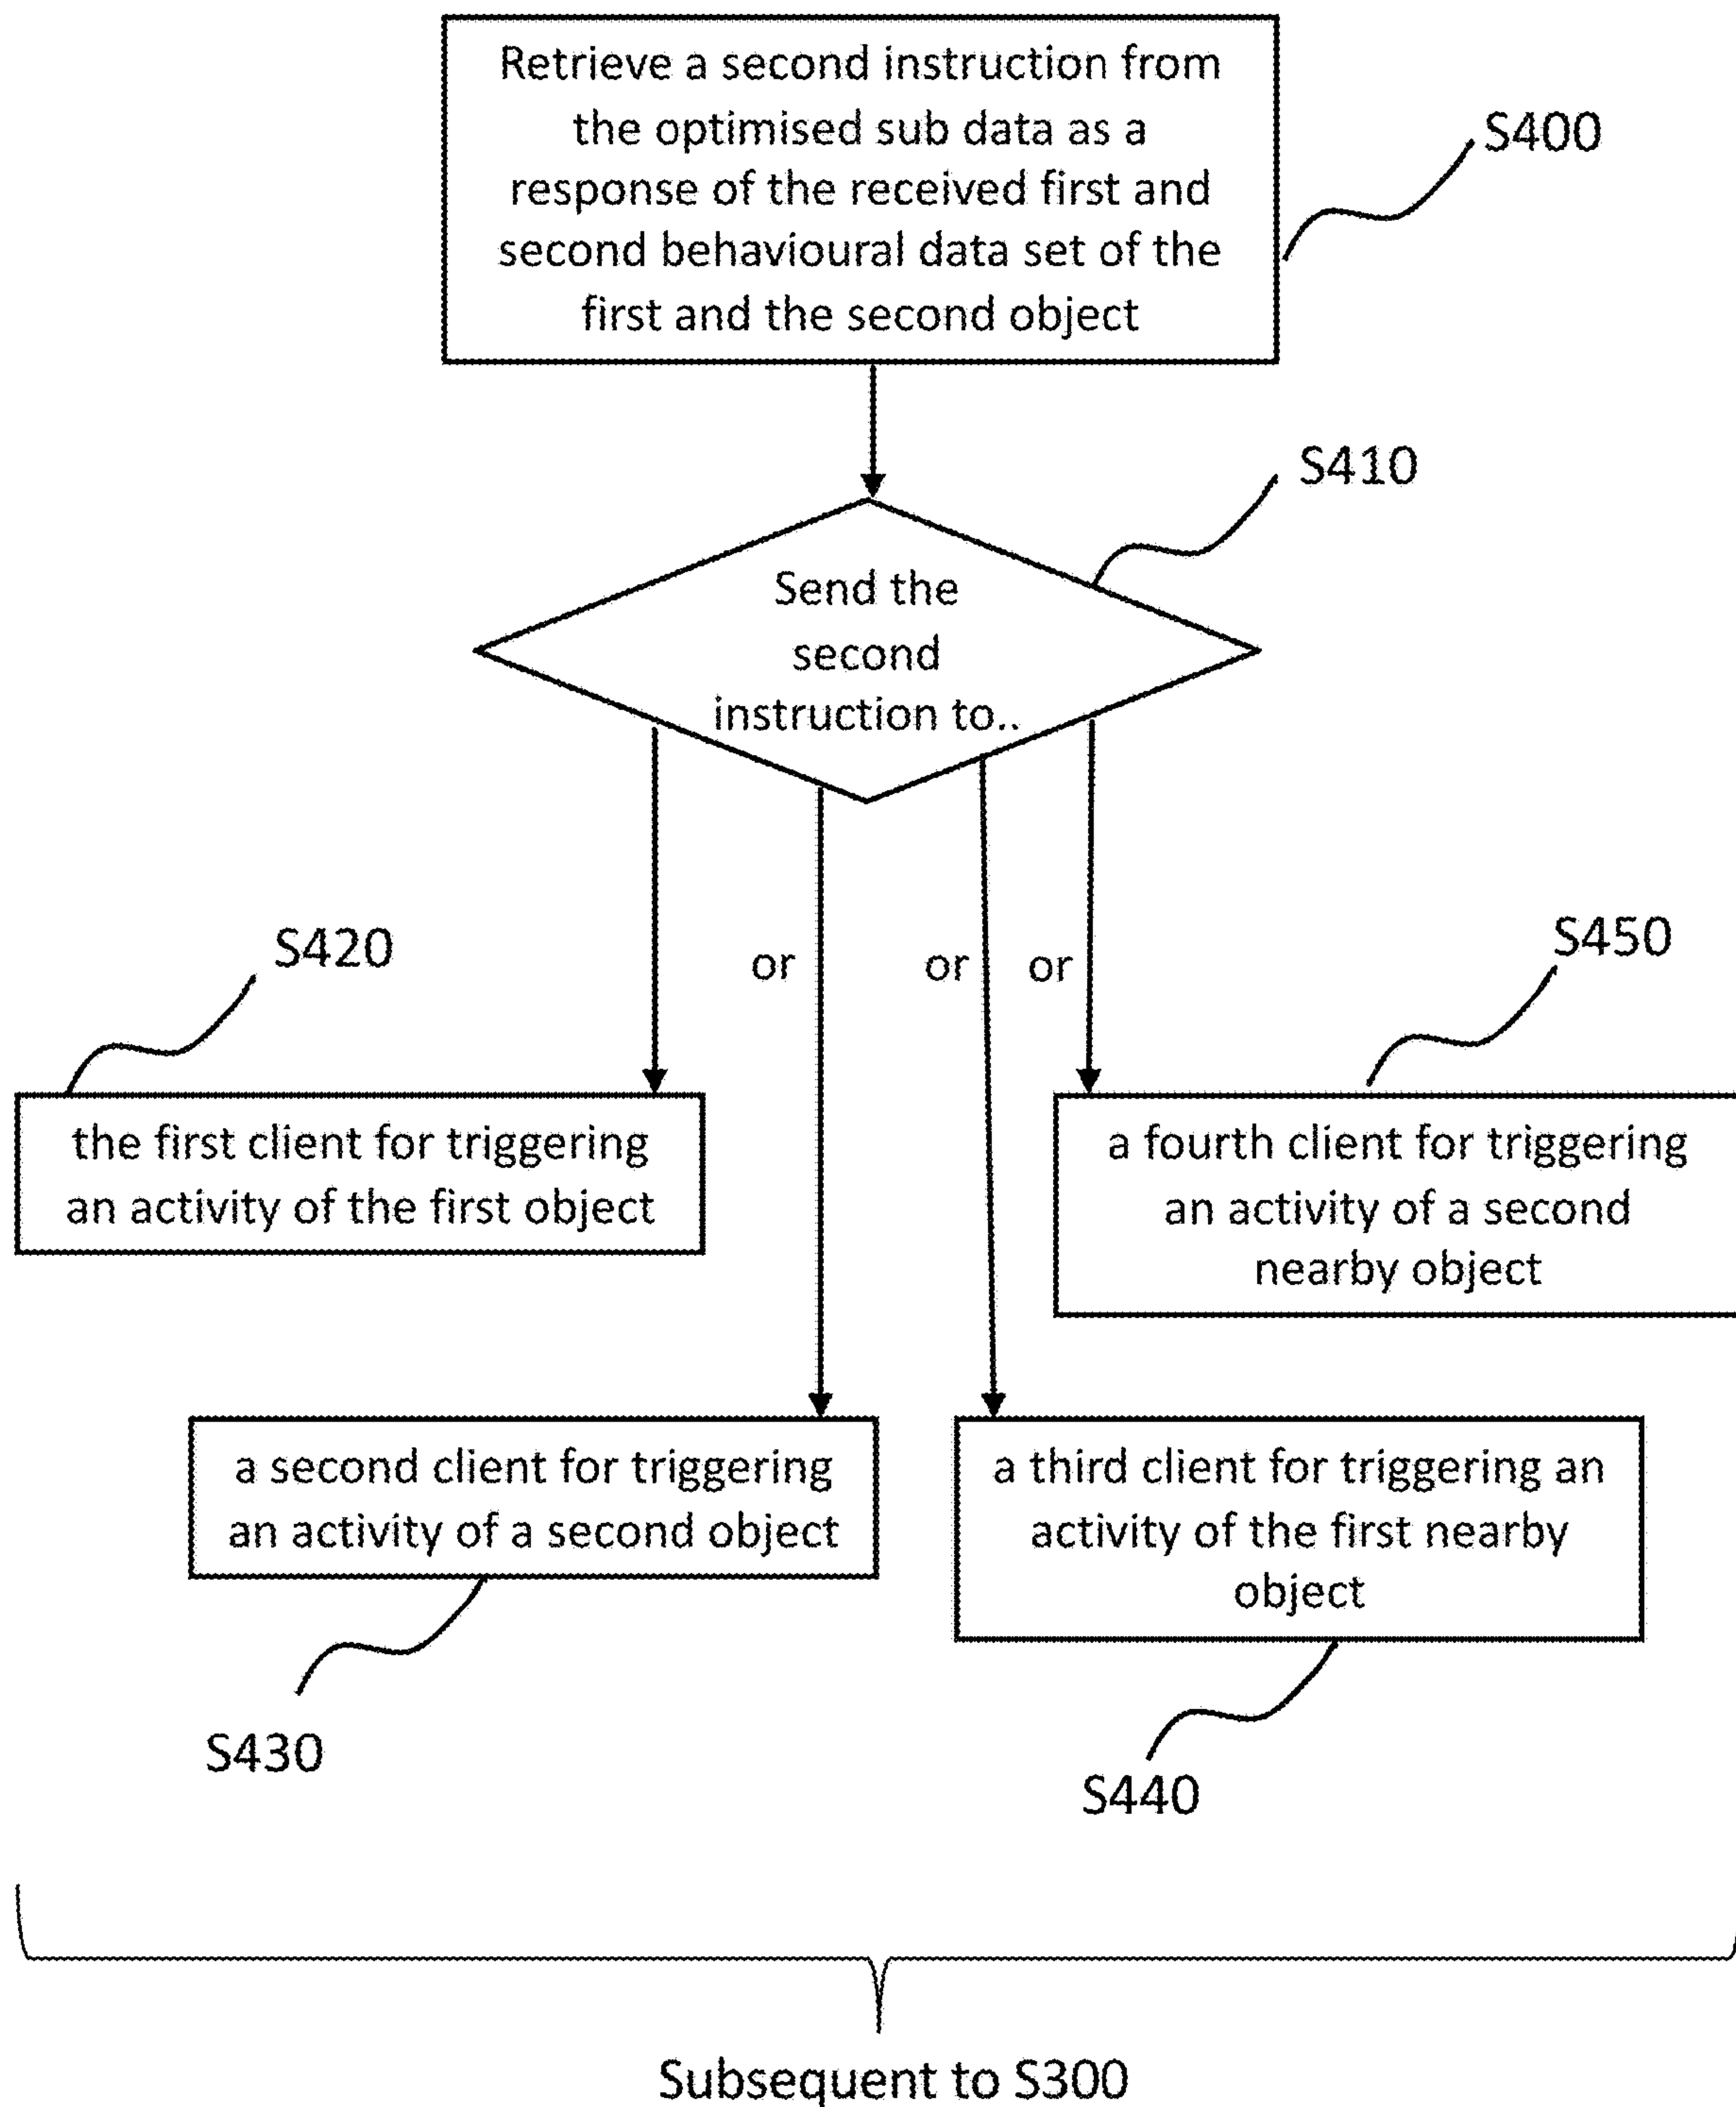 Retrieve a second instruction from
the optimised sub data as a
response of the received first and
second behavioural data set of the
first and the second object
S400
S410
Send the
second
instruction to..
or
or
or
S420
S450
the first client for triggering
an activity of the first object
a fourth client for triggering
an activity of a second
nearby object
a second client for triggering
an activity of a second object
a third client for triggering an
activity of the first nearby
object
S430
S440
Subsequent to S300